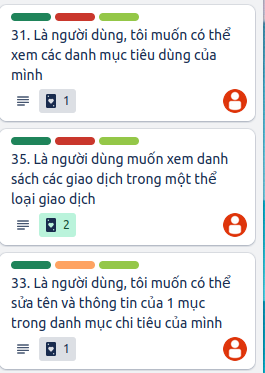 31. Là người dùng, tôi muốn có thể
xem các danh mục tiêu dùng của
mình
1
35. Là người dùng muốn xem danh
sách các giao dịch trong một thể
loại giao dịch
2
33. Là người dùng, tôi muốn có thể
sửa tên và thông tin của 1 mục
trong danh mục chi tiêu của mình
1